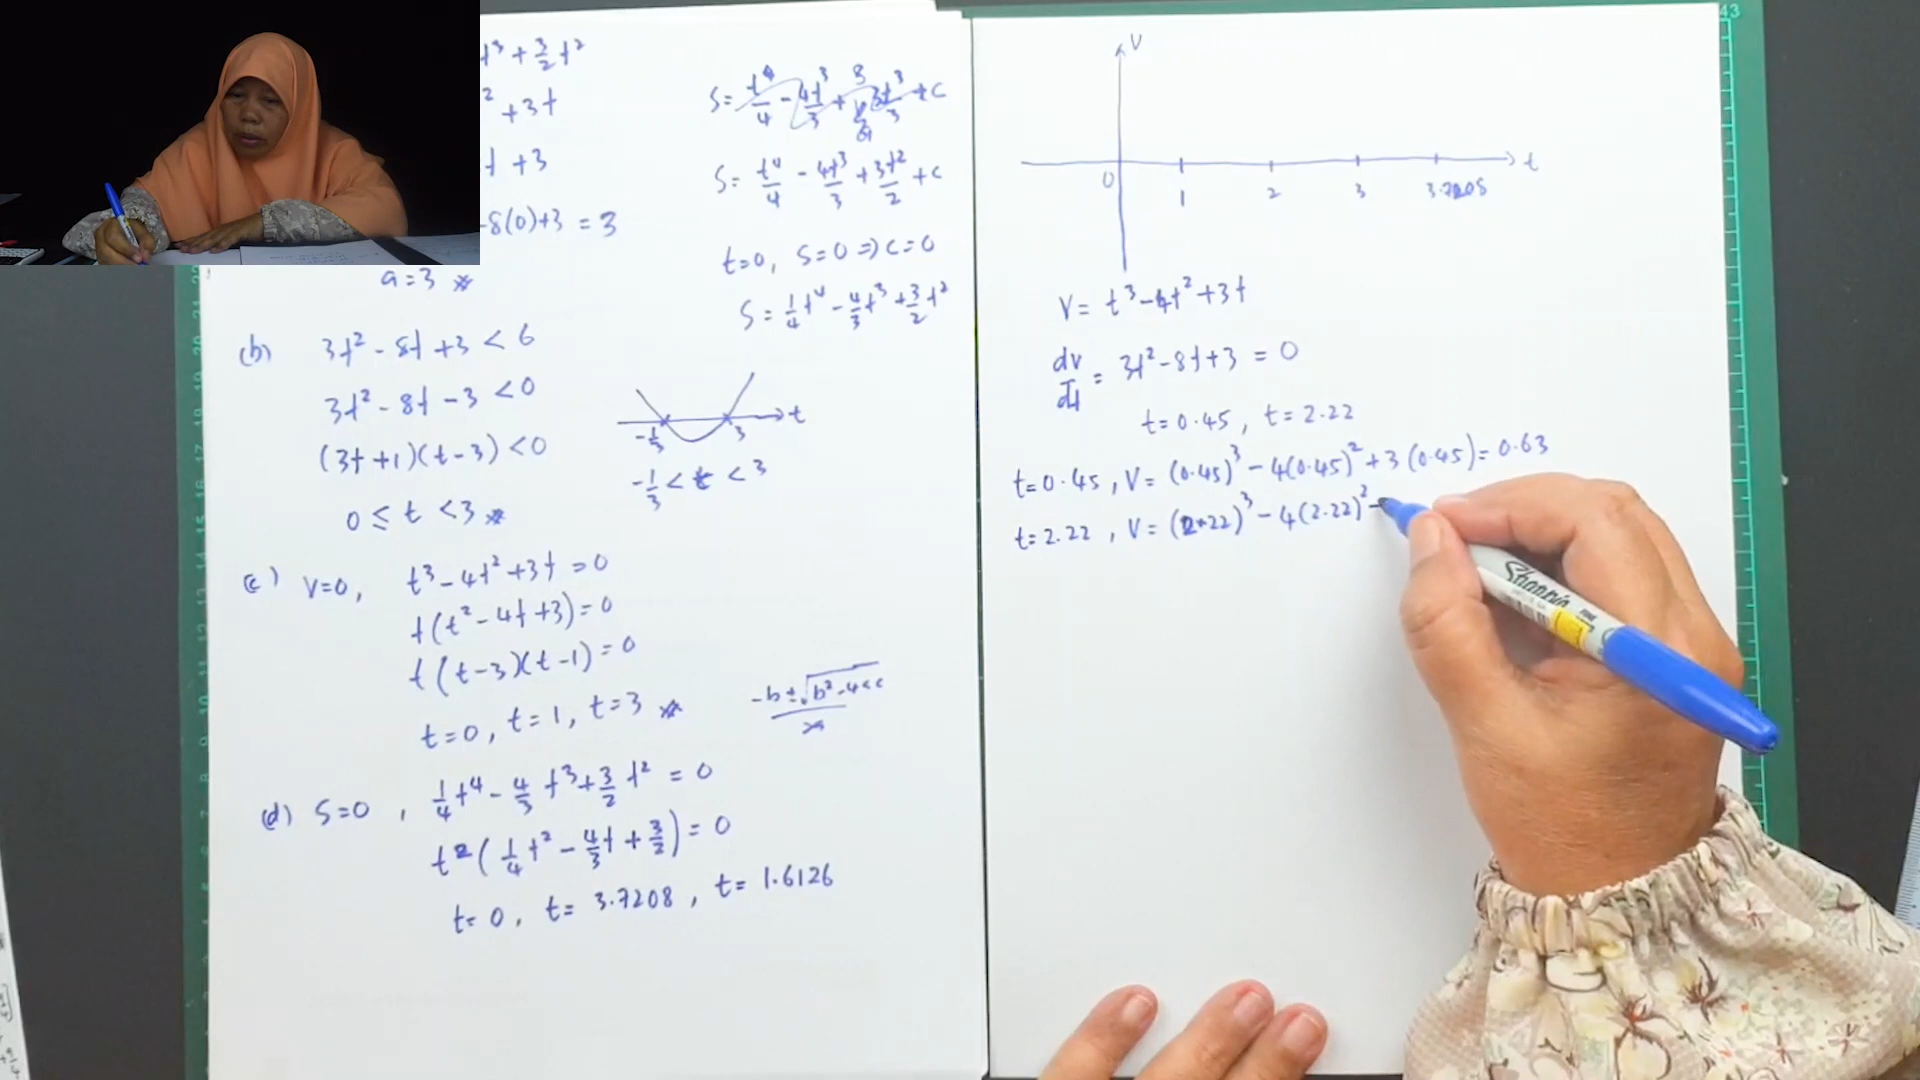 t³ + 3/2 t²
² + 3t
t + 3
-8(0)+3 = 3
a = 3
(b) 3t² - 8t + 3 < 6
3t² - 8t - 3 < 0
(3t+1)(t-3) < 0
0 ≤ t < 3
(c) v=0, t³ - 4t² + 3t = 0
t(t² - 4t + 3) = 0
t(t-3)(t-1) = 0
t=0, t=1, t=3
(d) S=0, 1/4 t⁴ - 4/3 t³ + 3/2 t² = 0
t²(1/4 t² - 4/3 t + 3/2) = 0
t= 0, t= 3.7208, t= 1.6126
S = t⁴/4 - 4t³/3 + 3t²/2 + c
t=0, S=0 ⇒ c=0
S = 1/4 t⁴ - 4/3 t³ + 3/2 t²
-1/3 3 t
-1/3 < t < 3
-b ± √b² - 4ac
V
t
0 1 2 3 3.7208
V = t³ - 4t² + 3t
dv/dt = 3t² - 8t + 3 = 0
t=0.45, t=2.22
t=0.45, V = (0.45)³ - 4(0.45)² + 3(0.45) = 0.63
t=2.22, V = (2.22)³ - 4(2.22)² -
Sharpie
43